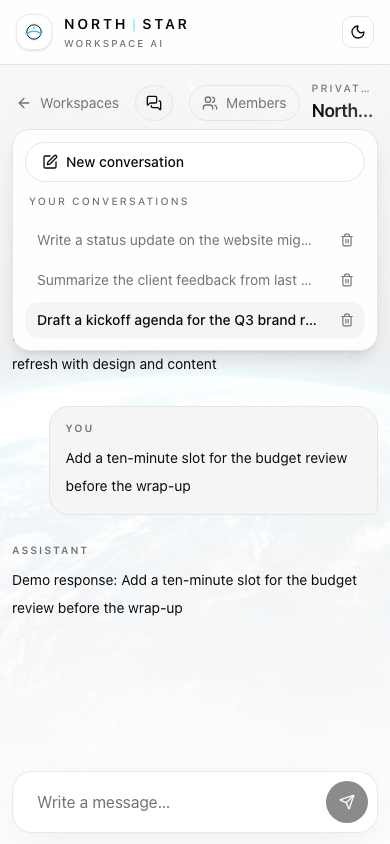 NORTH | STAR
WORKSPACE AI
Workspaces
Members
PRIVAT…
North…
New conversation
YOUR CONVERSATIONS
Write a status update on the website mig…
Summarize the client feedback from last …
Draft a kickoff agenda for the Q3 brand r…
refresh with design and content
YOU
Add a ten-minute slot for the budget review
before the wrap-up
ASSISTANT
Demo response: Add a ten-minute slot for the budget
review before the wrap-up
Write a message...